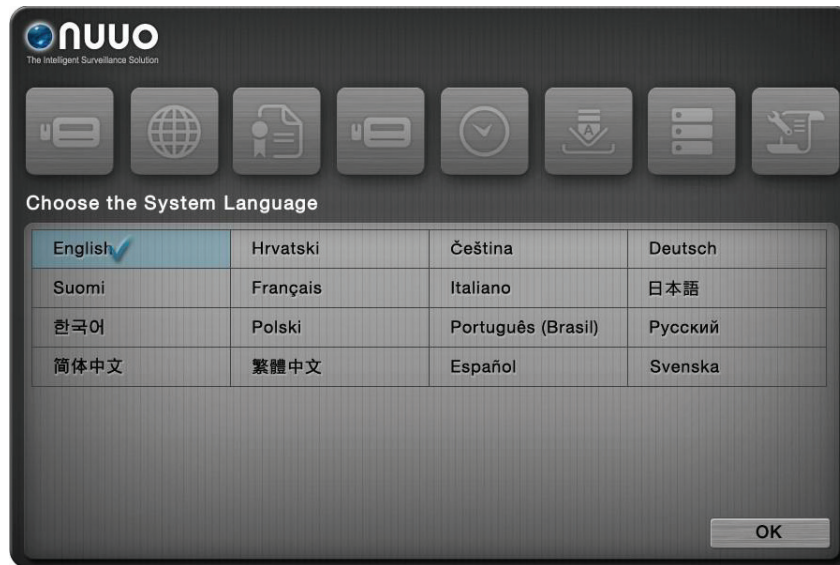 nuuo
The Intelligent Surveillance Solution
A
Choose the System Language
English Hrvatski Čeština Deutsch
Suomi Français Italiano 日本語
한국어 Polski Português (Brasil) Русский
简体中文 繁體中文 Español Svenska
OK